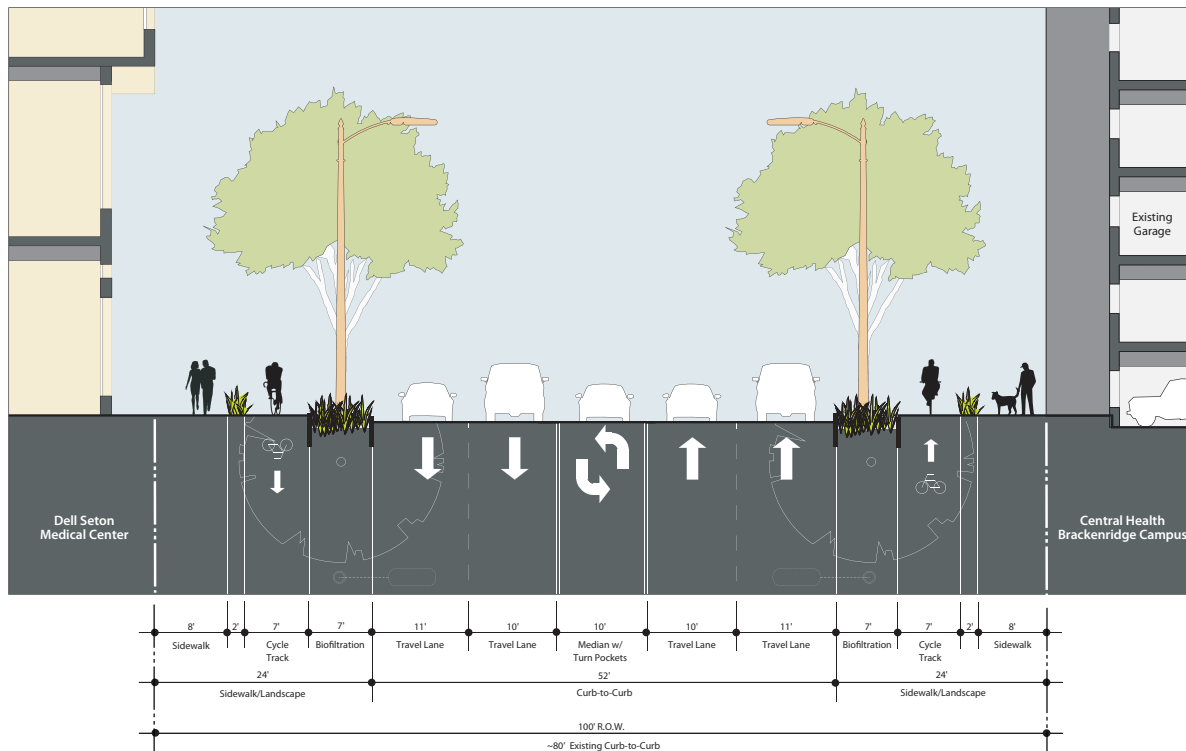 Existing
Garage
Dell Seton
Medical Center
Central Health
Brackenridge Campus
8' 2' 7' 7' 11' 10' 10' 10' 11' 7' 7' 2' 8'
Sidewalk Cycle Biofiltration Travel Lane Travel Lane Median w/ Travel Lane Travel Lane Biofiltration Cycle Sidewalk
Track Turn Pockets Track
24' 52' 24'
Sidewalk/Landscape Curb-to-Curb Sidewalk/Landscape
100' R.O.W.
~80' Existing Curb-to-Curb